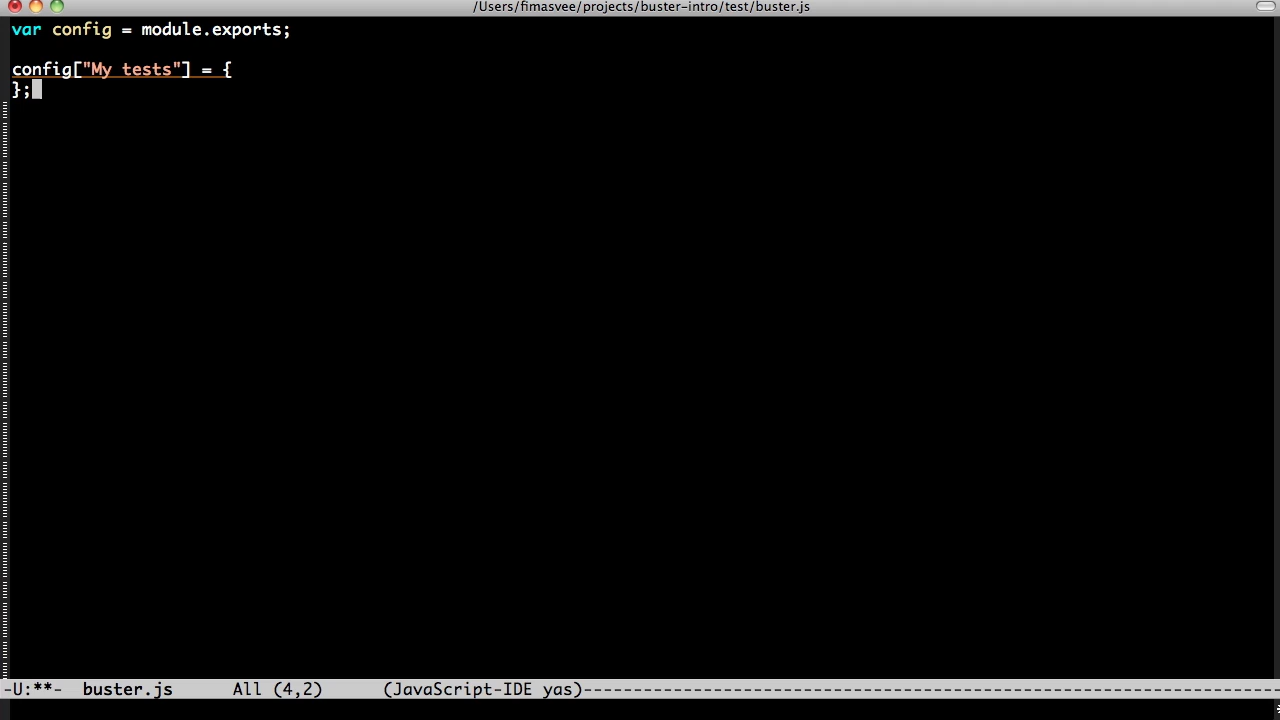 /Users/fimasvee/projects/buster-intro/test/buster.js
var config = module.exports;
config["My tests"] = {
};
-U:**-  buster.js      All (4,2)      (JavaScript-IDE yas)----------------------------------------------------------------------